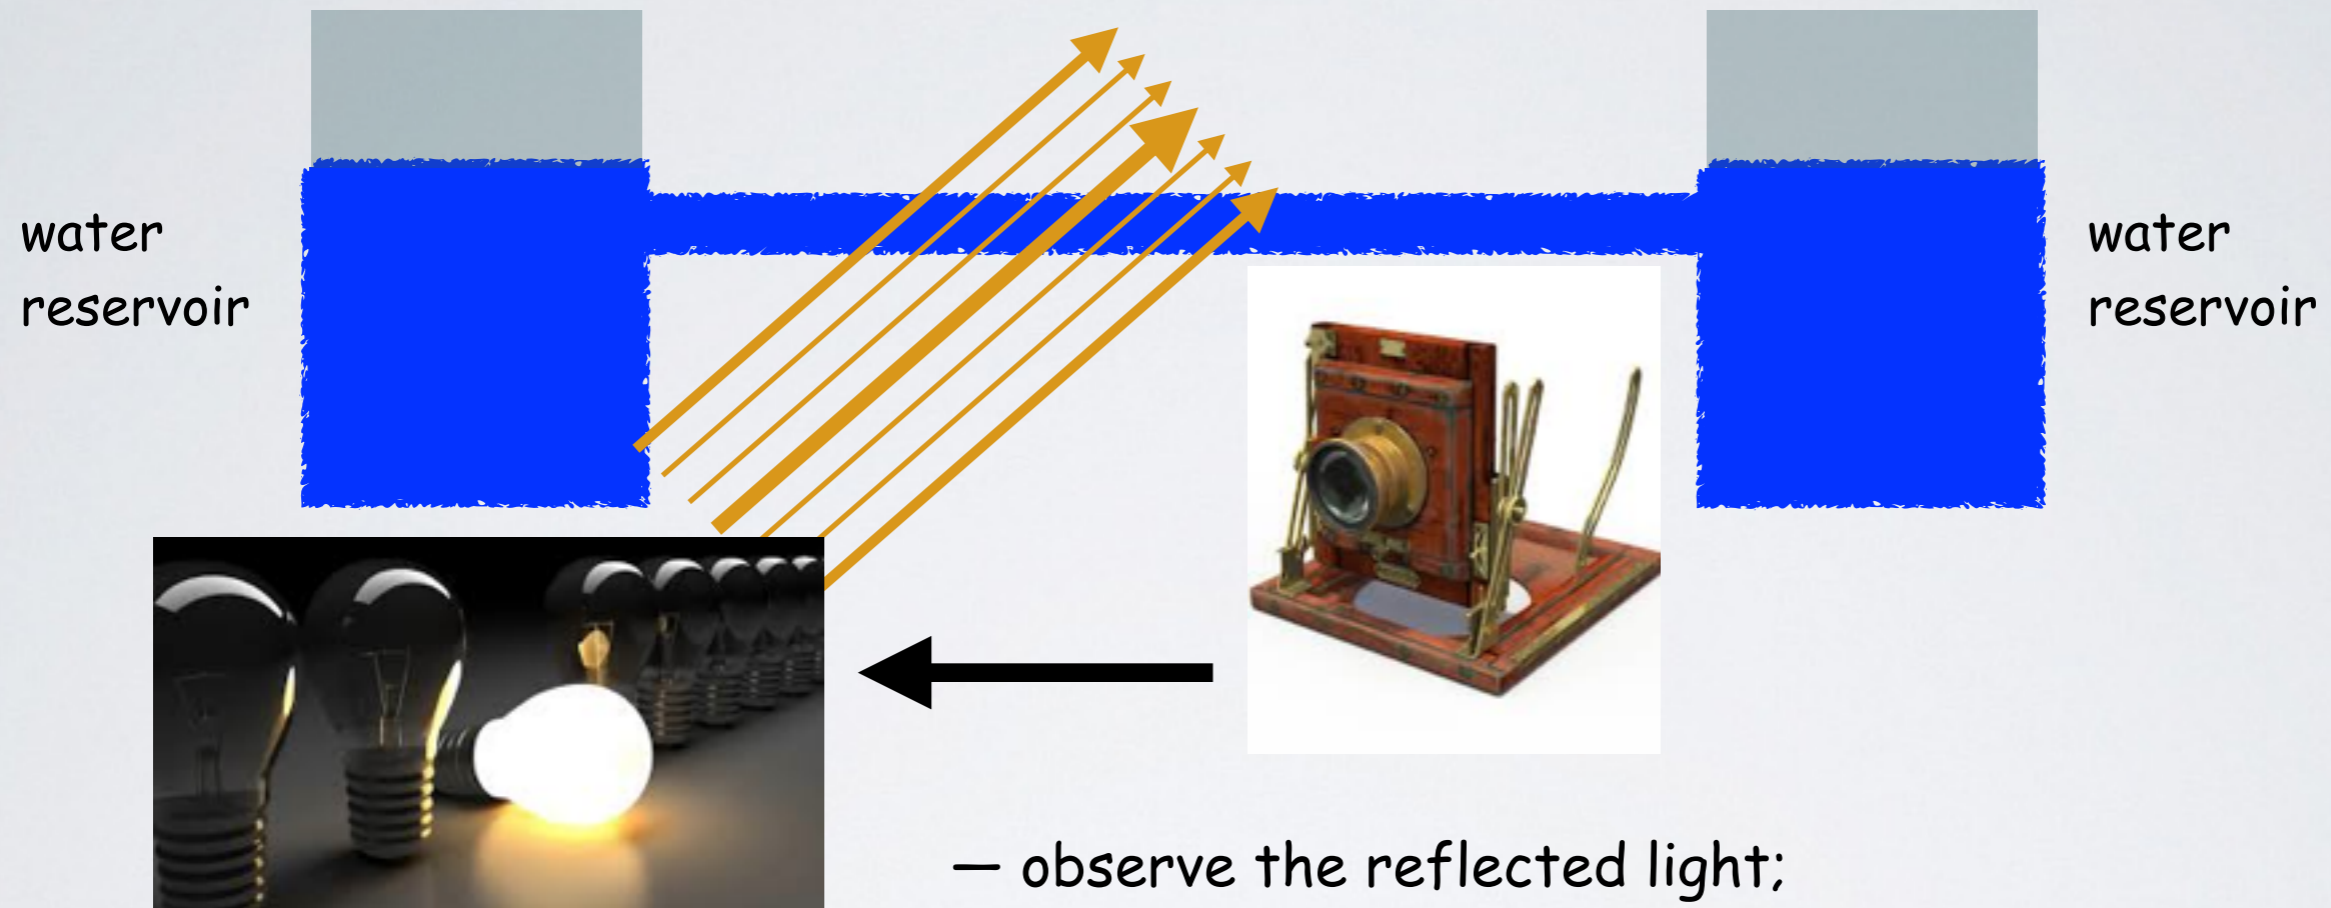 water
reservoir
water
reservoir
— observe the reflected light;